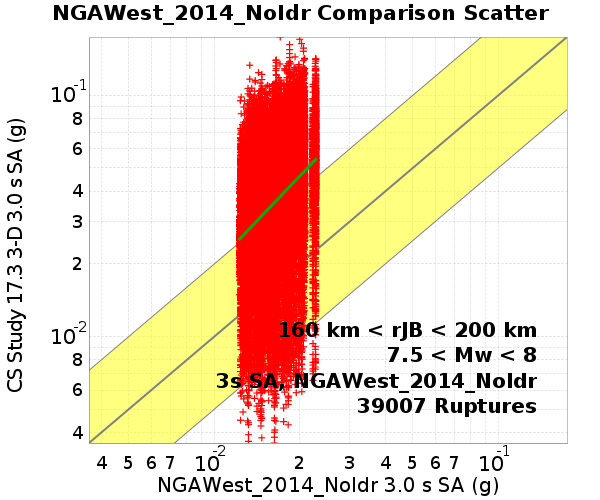 NGAWest_2014_NoIdr Comparison Scatter
CS Study 17.3 3-D 3.0 s SA (g)
10-1
8
6
4
3
2
10-2
8
6
4
160 km < rJB < 200 km
7.5 < Mw < 8
3s SA, NGAWest_2014_NoIdr
39007 Ruptures
4 5 6 7 10-2 2 3 4 5 6 7 10-1
NGAWest_2014_NoIdr 3.0 s SA (g)